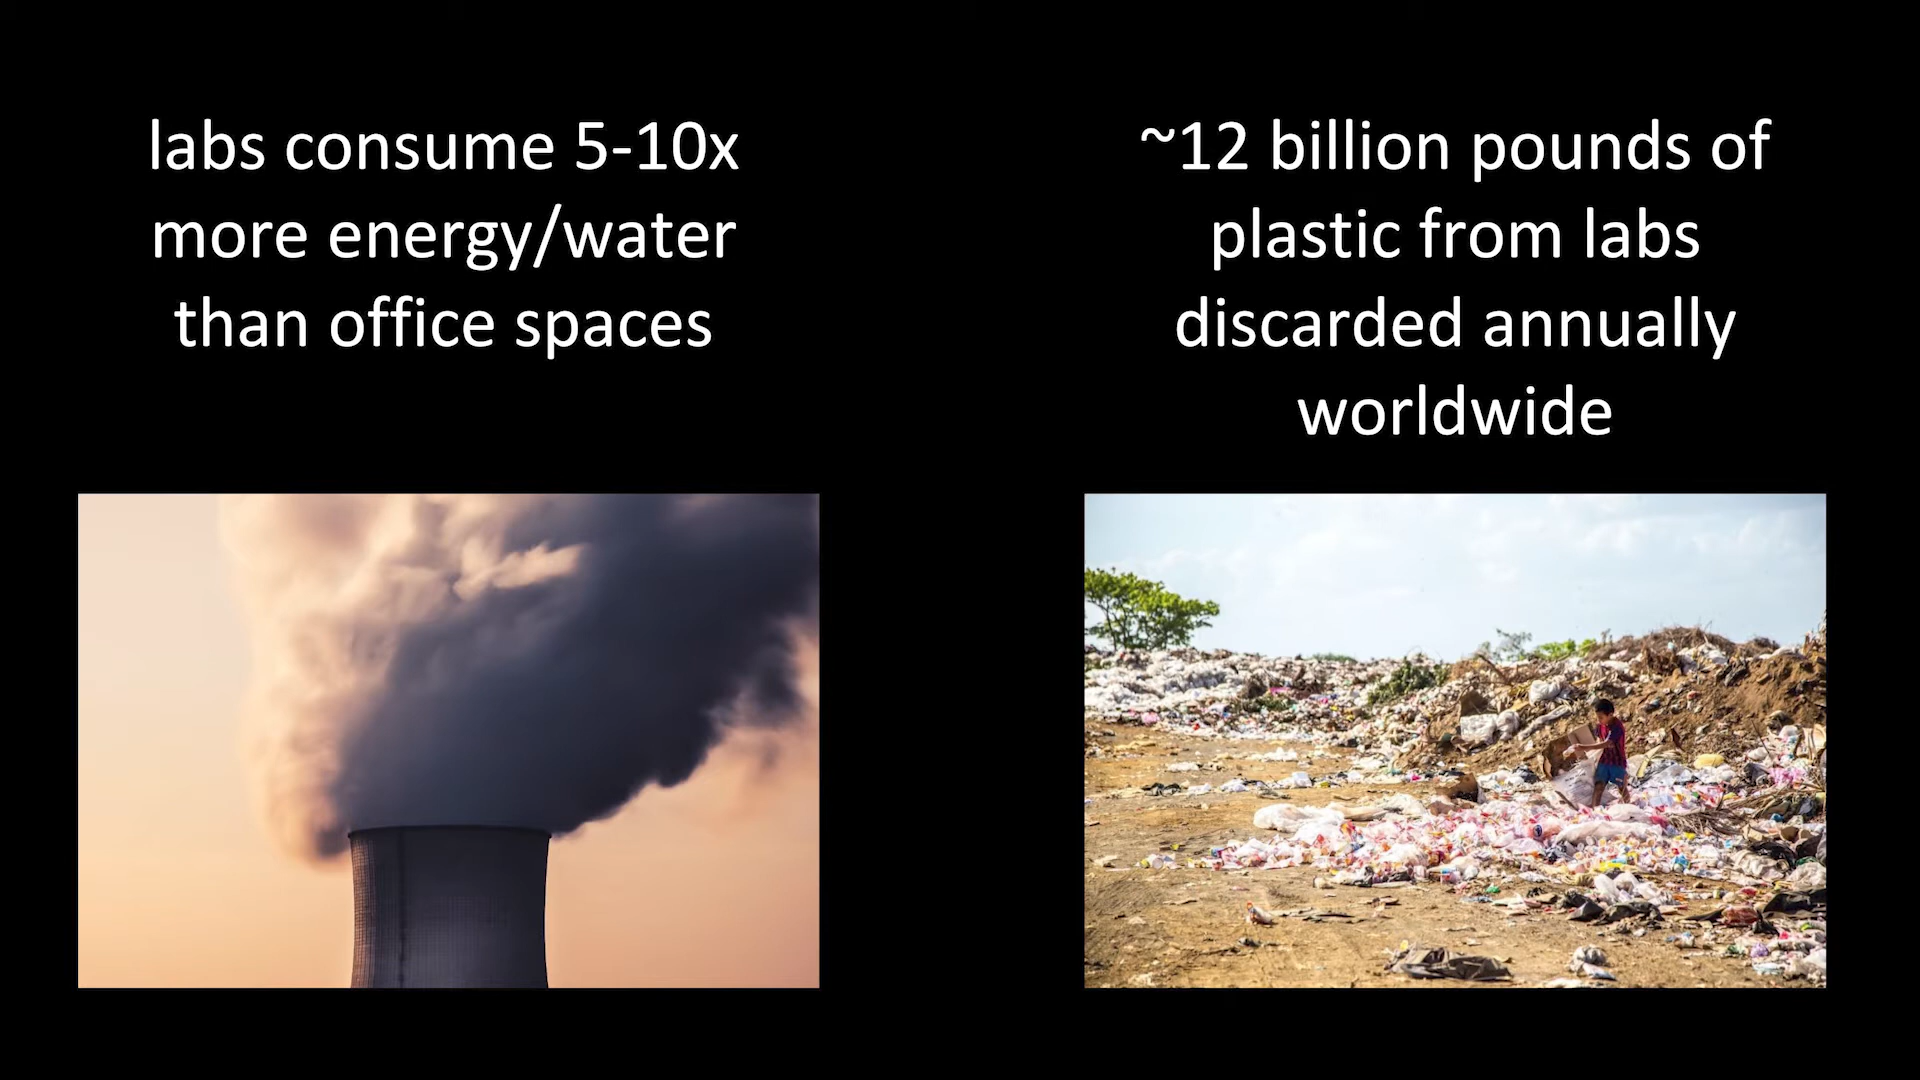 labs consume 5-10x
more energy/water
than office spaces
~12 billion pounds of
plastic from labs
discarded annually
worldwide